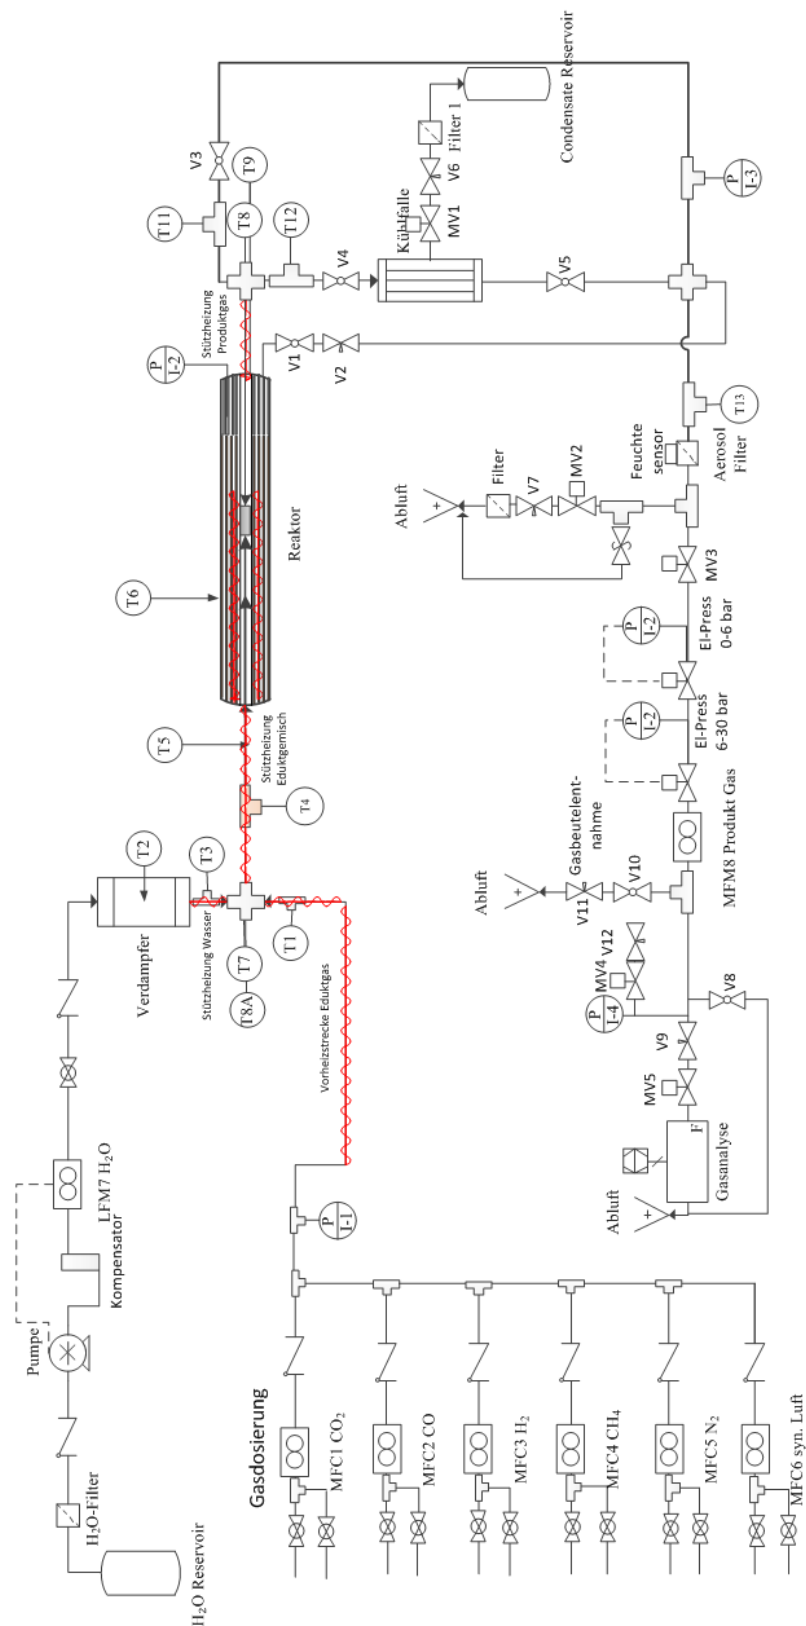 H₂O Reservoir
H₂O-Filter
Pumpe
Kompensator
LFM7 H₂O
Verdampfer
T2
Stützheizung Wasser
T3
T7
T8A
T1
Vorheizstrecke Eduktgas
T4
T5
Stützheizung
Eduktgemisch
T6
Reaktor
P
I-2
Stützheizung
Produktgas
T11
V3
T8
T9
T12
V4
V1
V2
Kühlfalle
MV1
V6
Filter 1
Condensate Reservoir
V5
P
I-3
T13
Aerosol
Filter
Feuchte
sensor
Abluft
Filter
V7
MV2
MV3
P
I-2
El-Press
0-6 bar
P
I-2
El-Press
6-30 bar
MFM8 Produkt Gas
Gasbeutelent-
nahme
Abluft
V11
V10
V12
MV4
P
I-4
V8
V9
MV5
F
Gasanalyse
Abluft
P
I-1
Gasdosierung
MFC1 CO₂
MFC2 CO
MFC3 H₂
MFC4 CH₄
MFC5 N₂
MFC6 syn. Luft